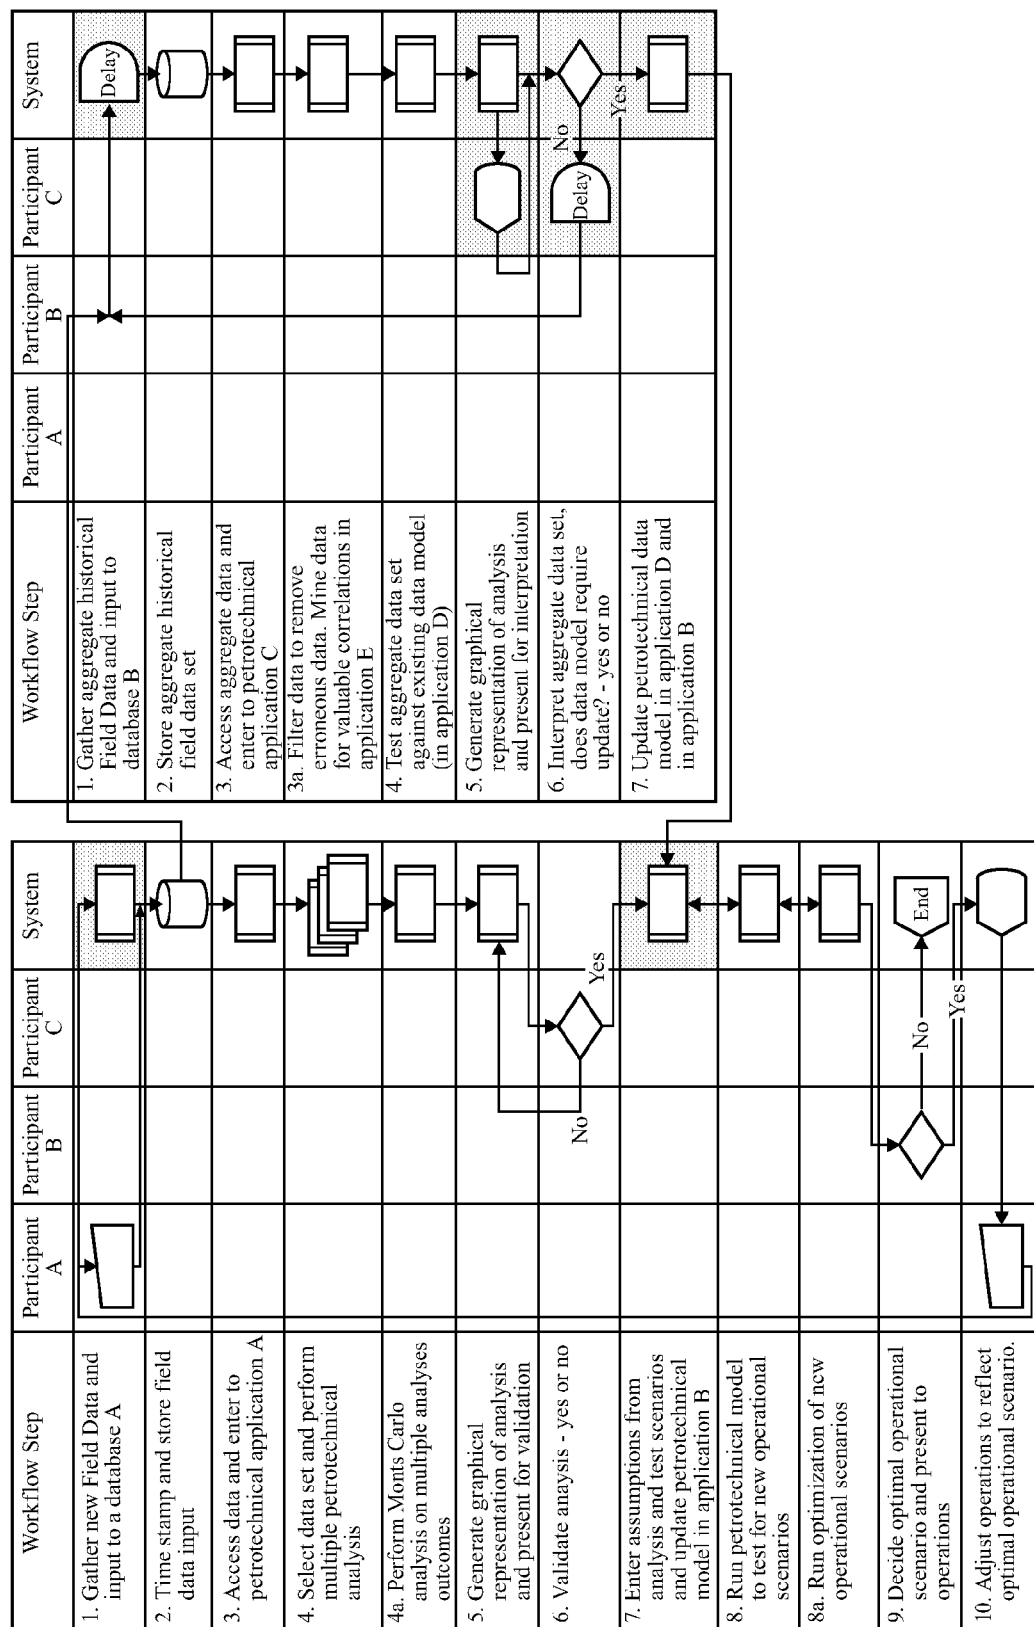 Workflow Step
Participant
A
Participant
B
Participant
C
System
1. Gather new Field Data and
input to a database A
2. Time stamp and store field
data input
3. Access data and enter to
petrotechnical application A
4. Select data set and perform
multiple petrotechnical
analysis
4a. Perform Monts Carlo
analysis on multiple analyses
outcomes
5. Generate graphical
representation of analysis
and present for validation
6. Validate anaysis - yes or no
No
Yes
7. Enter assumptions from
analysis and test scenarios
and update petrotechnical
model in application B
8. Run petrotechnical model
to test for new operational
scenarios
8a. Run optimization of new
operational scenarios
9. Decide optimal operational
scenario and present to
operations
No
End
Yes
10. Adjust operations to reflect
optimal operational scenario.
Workflow Step
Participant
A
Participant
B
Participant
C
System
1. Gather aggregate historical
Field Data and input to
database B
Delay
2. Store aggregate historical
field data set
3. Access aggregate data and
enter to petrotechnical
application C
3a. Filter data to remove
erroneous data. Mine data
for valuable correlations in
application E
4. Test aggregate data set
against existing data model
(in application D)
5. Generate graphical
representation of analysis
and present for interpretation
6. Interpret aggregate data set,
does data model require
update? - yes or no
Delay
No
Yes
7. Update petrotechnical data
model in application D and
in application B